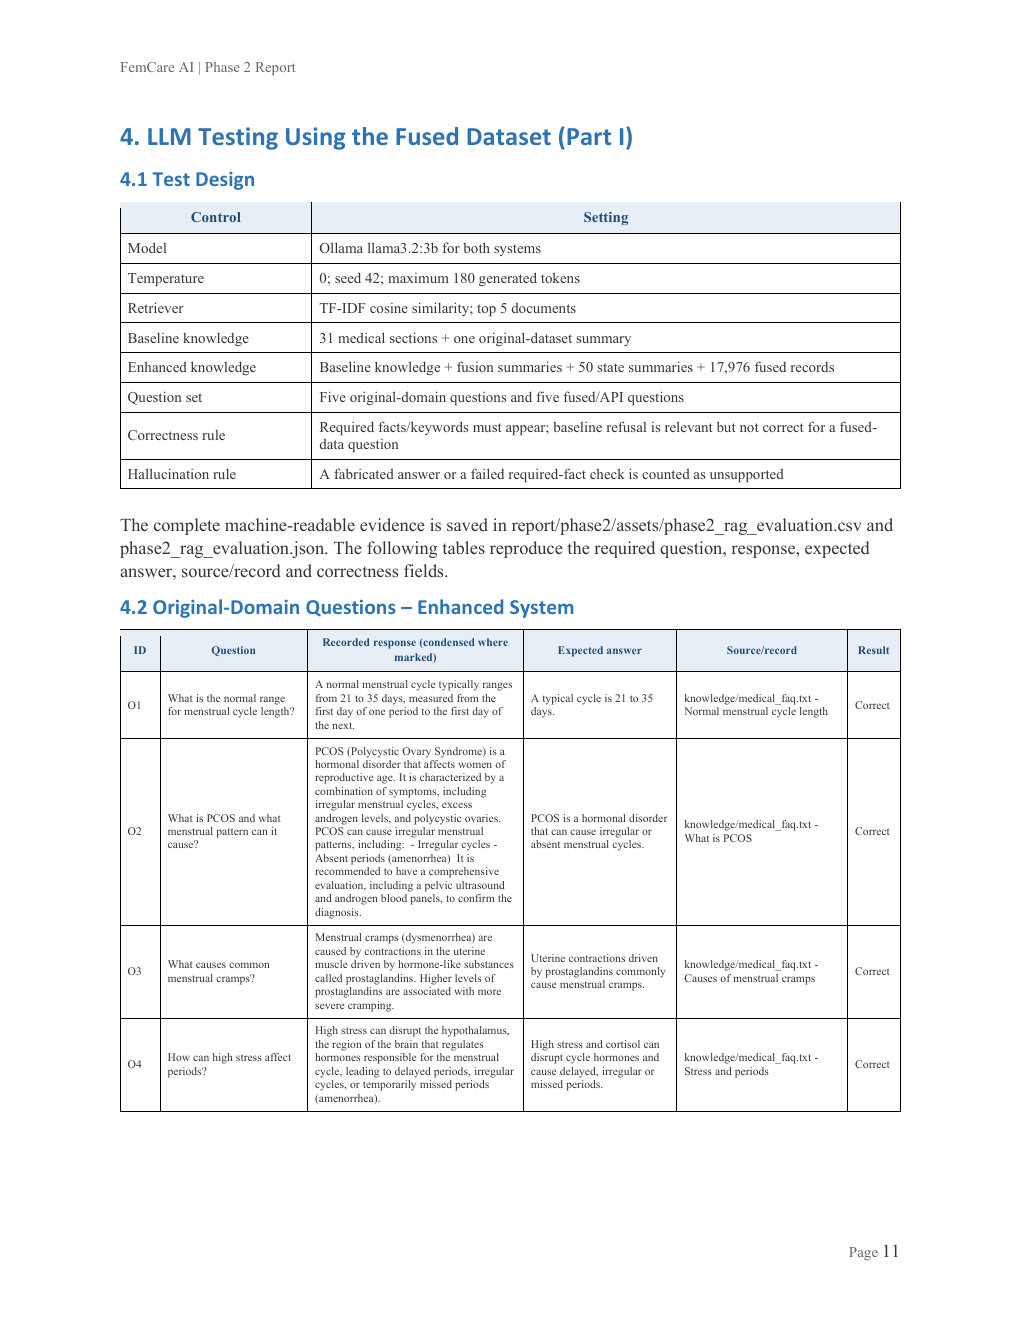 FemCare AI | Phase 2 Report
4. LLM Testing Using the Fused Dataset (Part I)
4.1 Test Design
Control Setting
Model Ollama llama3.2:3b for both systems
Temperature 0; seed 42; maximum 180 generated tokens
Retriever TF-IDF cosine similarity; top 5 documents
Baseline knowledge 31 medical sections + one original-dataset summary
Enhanced knowledge Baseline knowledge + fusion summaries + 50 state summaries + 17,976 fused records
Question set Five original-domain questions and five fused/API questions
Correctness rule Required facts/keywords must appear; baseline refusal is relevant but not correct for a fused-
data question
Hallucination rule A fabricated answer or a failed required-fact check is counted as unsupported
The complete machine-readable evidence is saved in report/phase2/assets/phase2_rag_evaluation.csv and
phase2_rag_evaluation.json. The following tables reproduce the required question, response, expected
answer, source/record and correctness fields.
4.2 Original-Domain Questions – Enhanced System
ID
Question
Recorded response (condensed where
marked)
Expected answer
Source/record
Result
O1
What is the normal range
for menstrual cycle length?
A normal menstrual cycle typically ranges
from 21 to 35 days, measured from the
first day of one period to the first day of
the next.
A typical cycle is 21 to 35
days.
knowledge/medical_faq.txt -
Normal menstrual cycle length
Correct
O2
What is PCOS and what
menstrual pattern can it
cause?
PCOS (Polycystic Ovary Syndrome) is a
hormonal disorder that affects women of
reproductive age. It is characterized by a
combination of symptoms, including
irregular menstrual cycles, excess
androgen levels, and polycystic ovaries.
PCOS can cause irregular menstrual
patterns, including: - Irregular cycles -
Absent periods (amenorrhea) It is
recommended to have a comprehensive
evaluation, including a pelvic ultrasound
and androgen blood panels, to confirm the
diagnosis.
PCOS is a hormonal disorder
that can cause irregular or
absent menstrual cycles.
knowledge/medical_faq.txt -
What is PCOS
Correct
O3
What causes common
menstrual cramps?
Menstrual cramps (dysmenorrhea) are
caused by contractions in the uterine
muscle driven by hormone-like substances
called prostaglandins. Higher levels of
prostaglandins are associated with more
severe cramping.
Uterine contractions driven
by prostaglandins commonly
cause menstrual cramps.
knowledge/medical_faq.txt -
Causes of menstrual cramps
Correct
O4
How can high stress affect
periods?
High stress can disrupt the hypothalamus,
the region of the brain that regulates
hormones responsible for the menstrual
cycle, leading to delayed periods, irregular
cycles, or temporarily missed periods
(amenorrhea).
High stress and cortisol can
disrupt cycle hormones and
cause delayed, irregular or
missed periods.
knowledge/medical_faq.txt -
Stress and periods
Correct
Page 11